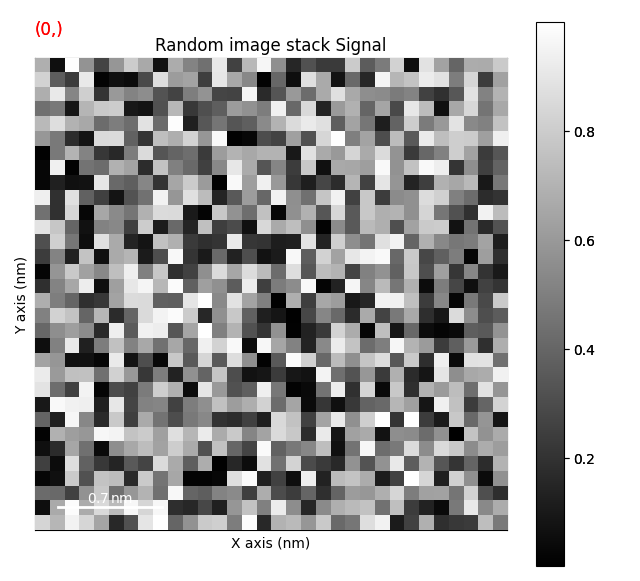 (0,)
Random image stack Signal
0.8
0.6
0.4
0.2
Y axis (nm)
0.7 nm
X axis (nm)